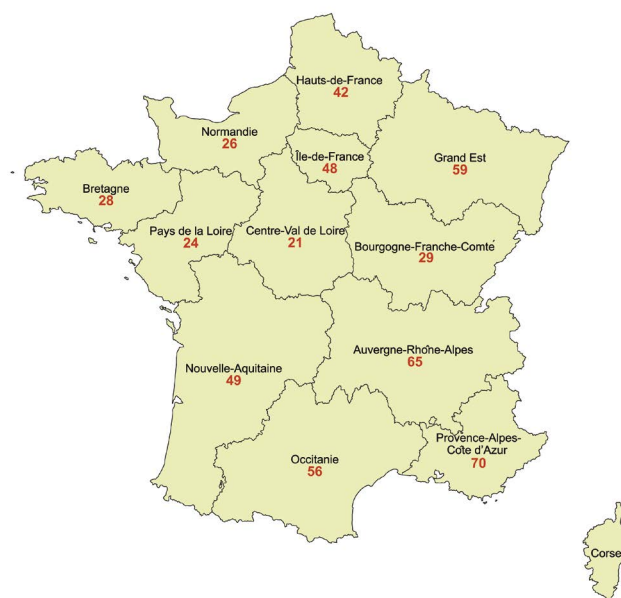 Hauts-de-France
42
Normandie
26
Île-de-France
48
Grand Est
59
Bretagne
28
Pays de la Loire
24
Centre-Val de Loire
21
Bourgogne-Franche-Comté
29
Auvergne-Rhône-Alpes
65
Nouvelle-Aquitaine
49
Provence-Alpes-
Côte d'Azur
70
Occitanie
56
Corse